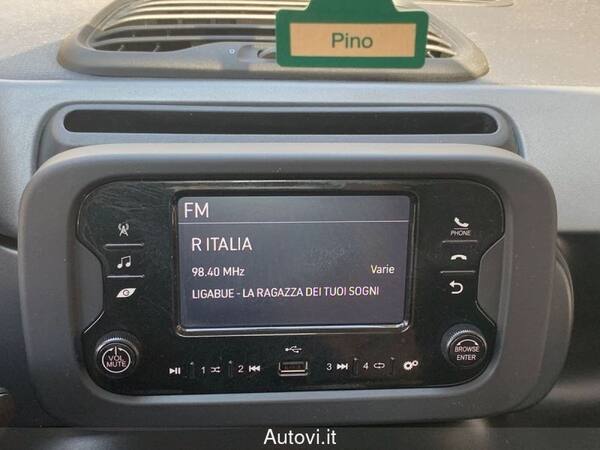 Pino
FM
R ITALIA
98.40 MHz Varie
LIGABUE - LA RAGAZZA DEI TUOI SOGNI
PHONE
VOL
MUTE
BROWSE
ENTER
1 2 3 4
Autovi.it